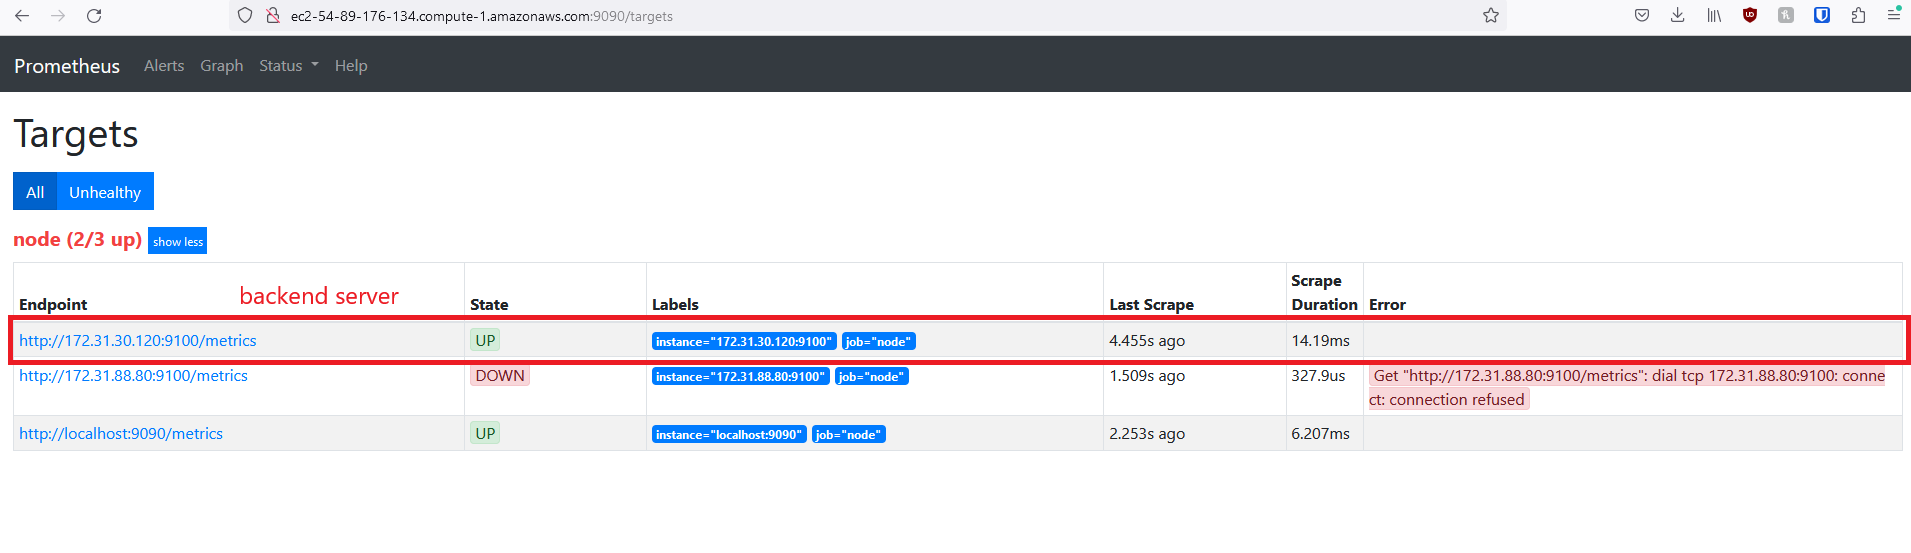 ec2-54-89-176-134.compute-1.amazonaws.com:9090/targets
Prometheus Alerts Graph Status Help
Targets
All Unhealthy
node (2/3 up) show less
backend server
Endpoint State Labels Last Scrape Scrape Duration Error
http://172.31.30.120:9100/metrics UP instance="172.31.30.120:9100" job="node" 4.455s ago 14.19ms
http://172.31.88.80:9100/metrics DOWN instance="172.31.88.80:9100" job="node" 1.509s ago 327.9us Get "http://172.31.88.80:9100/metrics": dial tcp 172.31.88.80:9100: conne
ct: connection refused
http://localhost:9090/metrics UP instance="localhost:9090" job="node" 2.253s ago 6.207ms